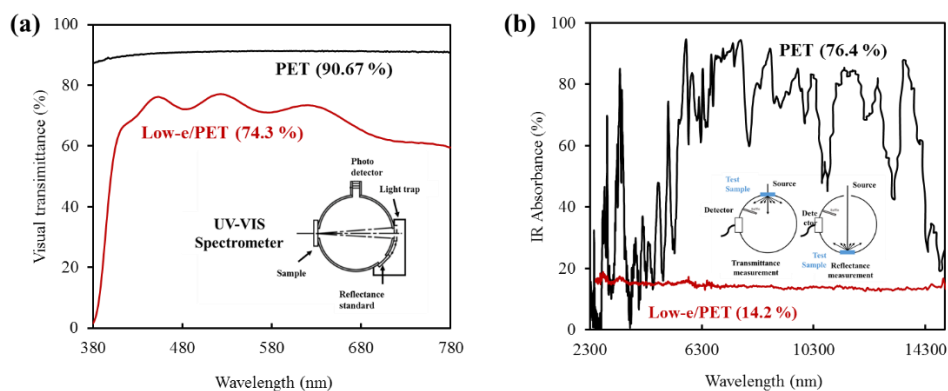 (a)
100
80
60
40
20
0
Visual transimittance (%)
PET (90.67 %)
Low-e/PET (74.3 %)
UV-VIS
Spectrometer
Photo
detector
Light trap
Sample
Reflectance
standard
380
480
580
680
780
Wavelength (nm)
(b)
100
80
60
40
20
0
IR Absorbance (%)
PET (76.4 %)
Test
Sample
Source
Detector
Transmittance
measurement
Source
Dete
ctor
Test
Sample
Reflectance
measurement
Low-e/PET (14.2 %)
2300
6300
10300
14300
Wavelength (nm)